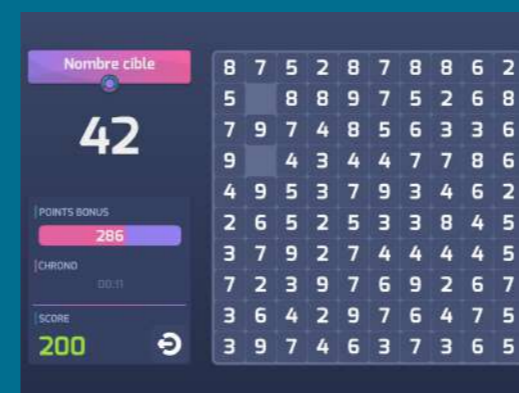 Nombre cible
42
POINTS BONUS
286
CHRONO
00:11
SCORE
200
8 7 5 2 8 7 8 8 6 2
5 8 8 9 7 5 2 6 8
7 9 7 4 8 5 6 3 3 6
9 4 3 4 4 7 7 8 6
4 9 5 3 7 9 3 4 6 2
2 6 5 2 5 3 3 8 4 5
3 7 9 2 7 4 4 4 4 5
7 2 3 9 7 6 9 2 6 7
3 6 4 2 9 7 6 4 7 5
3 9 7 4 6 3 7 3 6 5